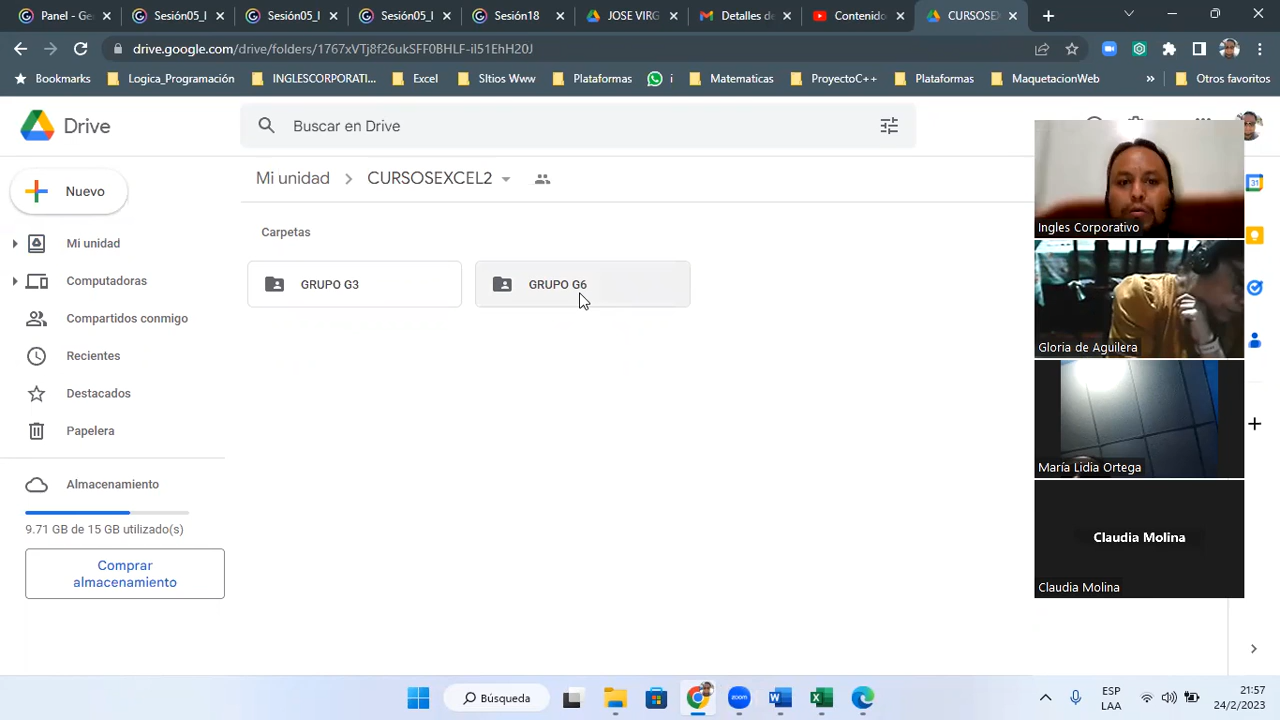 Panel - Ge
Sesión05_I
Sesión05_I
Sesión05_I
Sesión18
JOSE VIRG
Detalles de
Contenido
CURSOSEX
drive.google.com/drive/folders/1767xVTj8f26ukSFF0BHLF-iI51EhH20J
Bookmarks
Logica_Programación
INGLESCORPORATI...
Excel
SItios Www
Plataformas
i
Matematicas
ProyectoC++
Plataformas
MaquetacionWeb
»
Otros favoritos
Drive
Buscar en Drive
Nuevo
Mi unidad
CURSOSEXCEL2
Mi unidad
Computadoras
Compartidos conmigo
Recientes
Destacados
Papelera
Almacenamiento
9.71 GB de 15 GB utilizado(s)
Comprar
almacenamiento
Carpetas
GRUPO G3
GRUPO G6
Ingles Corporativo
Gloria de Aguilera
María Lidia Ortega
Claudia Molina
Claudia Molina
31
Búsqueda
zoom
ESP
LAA
21:57
24/2/2023